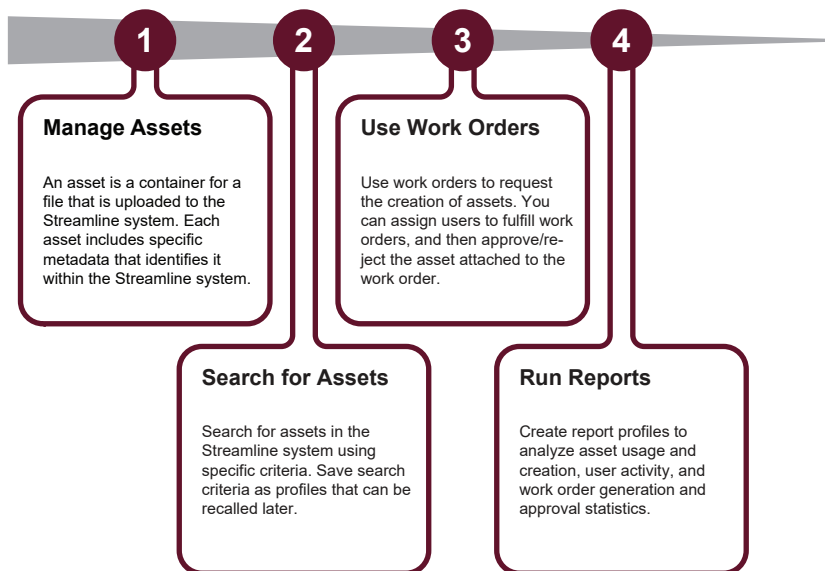 1
2
3
4
Manage Assets
An asset is a container for a
file that is uploaded to the
Streamline system. Each
asset includes specific
metadata that identifies it
within the Streamline system.
Search for Assets
Search for assets in the
Streamline system using
specific criteria. Save search
criteria as profiles that can be
recalled later.
Use Work Orders
Use work orders to request
the creation of assets. You
can assign users to fulfill work
orders, and then approve/re-
ject the asset attached to the
work order.
Run Reports
Create report profiles to
analyze asset usage and
creation, user activity, and
work order generation and
approval statistics.